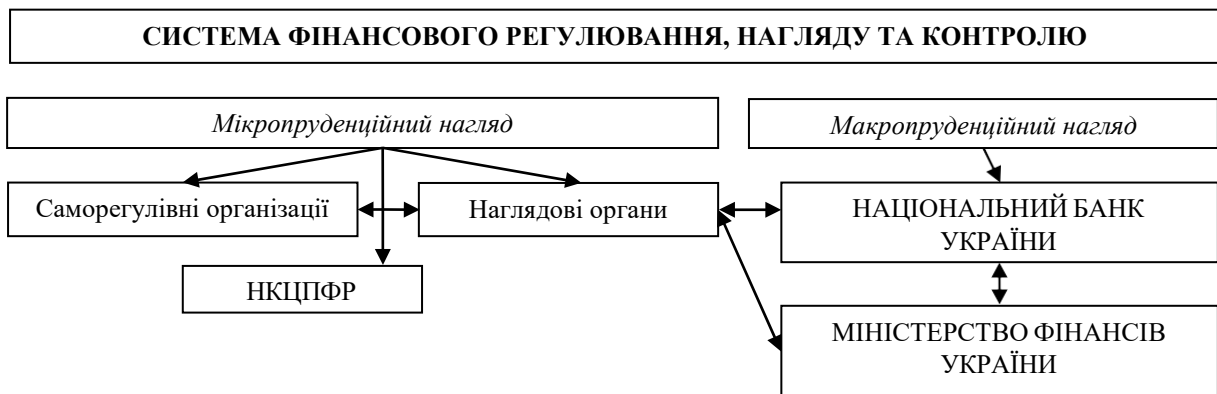 СИСТЕМА ФІНАНСОВОГО РЕГУЛЮВАННЯ, НАГЛЯДУ ТА КОНТРОЛЮ
Мікропруденційний нагляд
Макропруденційний нагляд
Саморегулівні організації
Наглядові органи
НАЦІОНАЛЬНИЙ БАНК
УКРАЇНИ
НКЦПФР
МІНІСТЕРСТВО ФІНАНСІВ
УКРАЇНИ